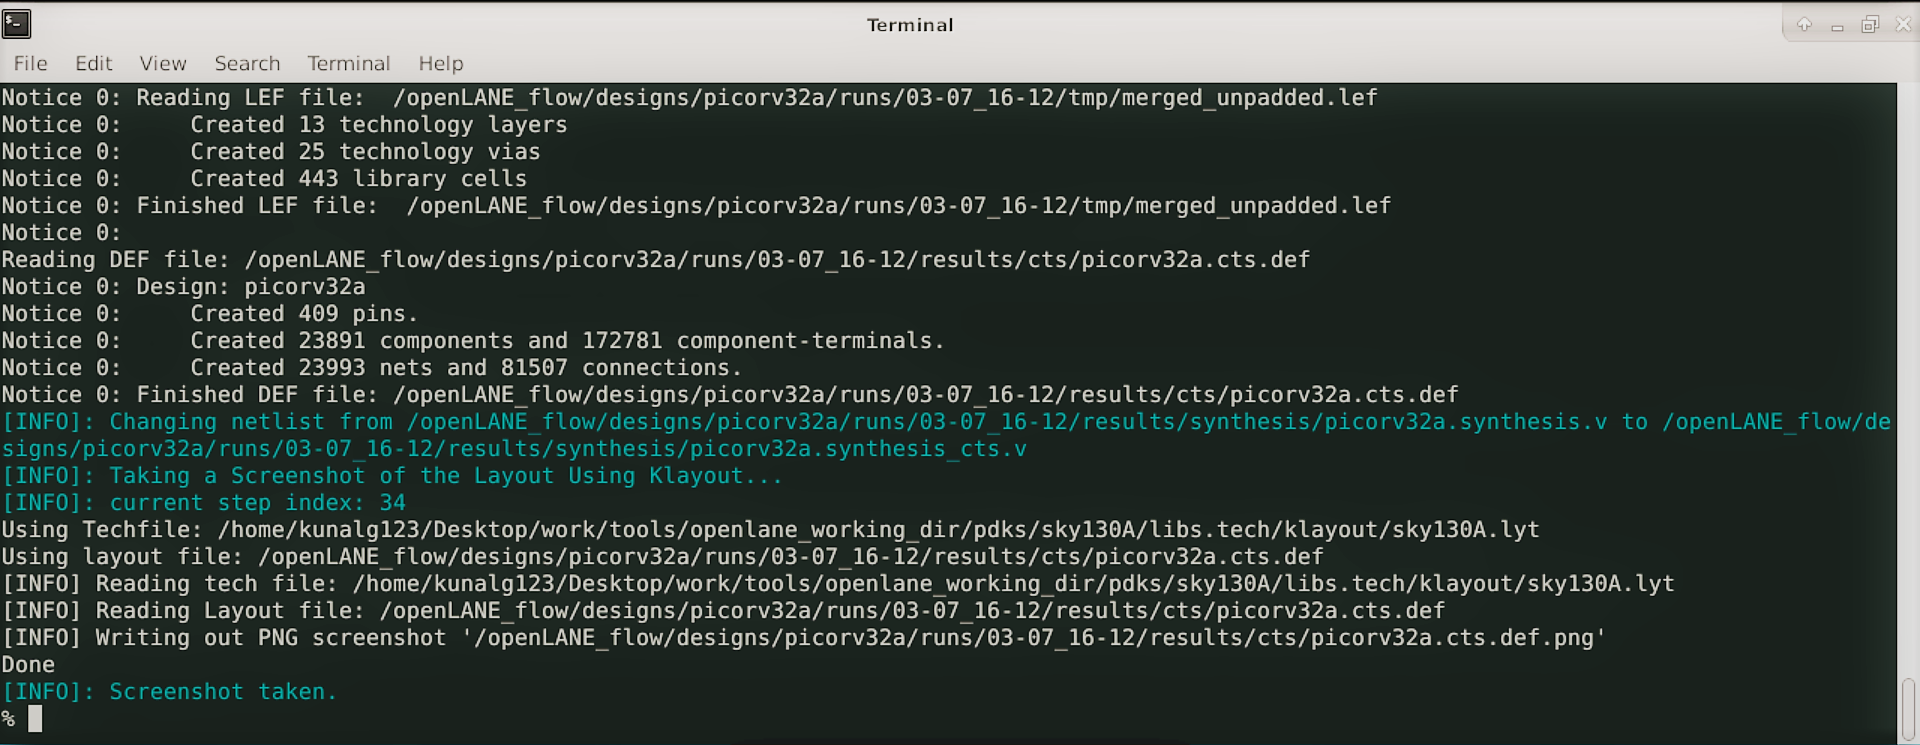 Terminal
File Edit View Search Terminal Help
Notice 0: Reading LEF file:  /openLANE_flow/designs/picorv32a/runs/03-07_16-12/tmp/merged_unpadded.lef
Notice 0:     Created 13 technology layers
Notice 0:     Created 25 technology vias
Notice 0:     Created 443 library cells
Notice 0: Finished LEF file:  /openLANE_flow/designs/picorv32a/runs/03-07_16-12/tmp/merged_unpadded.lef
Notice 0:
Reading DEF file: /openLANE_flow/designs/picorv32a/runs/03-07_16-12/results/cts/picorv32a.cts.def
Notice 0: Design: picorv32a
Notice 0:     Created 409 pins.
Notice 0:     Created 23891 components and 172781 component-terminals.
Notice 0:     Created 23993 nets and 81507 connections.
Notice 0: Finished DEF file: /openLANE_flow/designs/picorv32a/runs/03-07_16-12/results/cts/picorv32a.cts.def
[INFO]: Changing netlist from /openLANE_flow/designs/picorv32a/runs/03-07_16-12/results/synthesis/picorv32a.synthesis.v to /openLANE_flow/de
signs/picorv32a/runs/03-07_16-12/results/synthesis/picorv32a.synthesis_cts.v
[INFO]: Taking a Screenshot of the Layout Using Klayout...
[INFO]: current step index: 34
Using Techfile: /home/kunalg123/Desktop/work/tools/openlane_working_dir/pdks/sky130A/libs.tech/klayout/sky130A.lyt
Using layout file: /openLANE_flow/designs/picorv32a/runs/03-07_16-12/results/cts/picorv32a.cts.def
[INFO] Reading tech file: /home/kunalg123/Desktop/work/tools/openlane_working_dir/pdks/sky130A/libs.tech/klayout/sky130A.lyt
[INFO] Reading Layout file: /openLANE_flow/designs/picorv32a/runs/03-07_16-12/results/cts/picorv32a.cts.def
[INFO] Writing out PNG screenshot '/openLANE_flow/designs/picorv32a/runs/03-07_16-12/results/cts/picorv32a.cts.def.png'
Done
[INFO]: Screenshot taken.
%